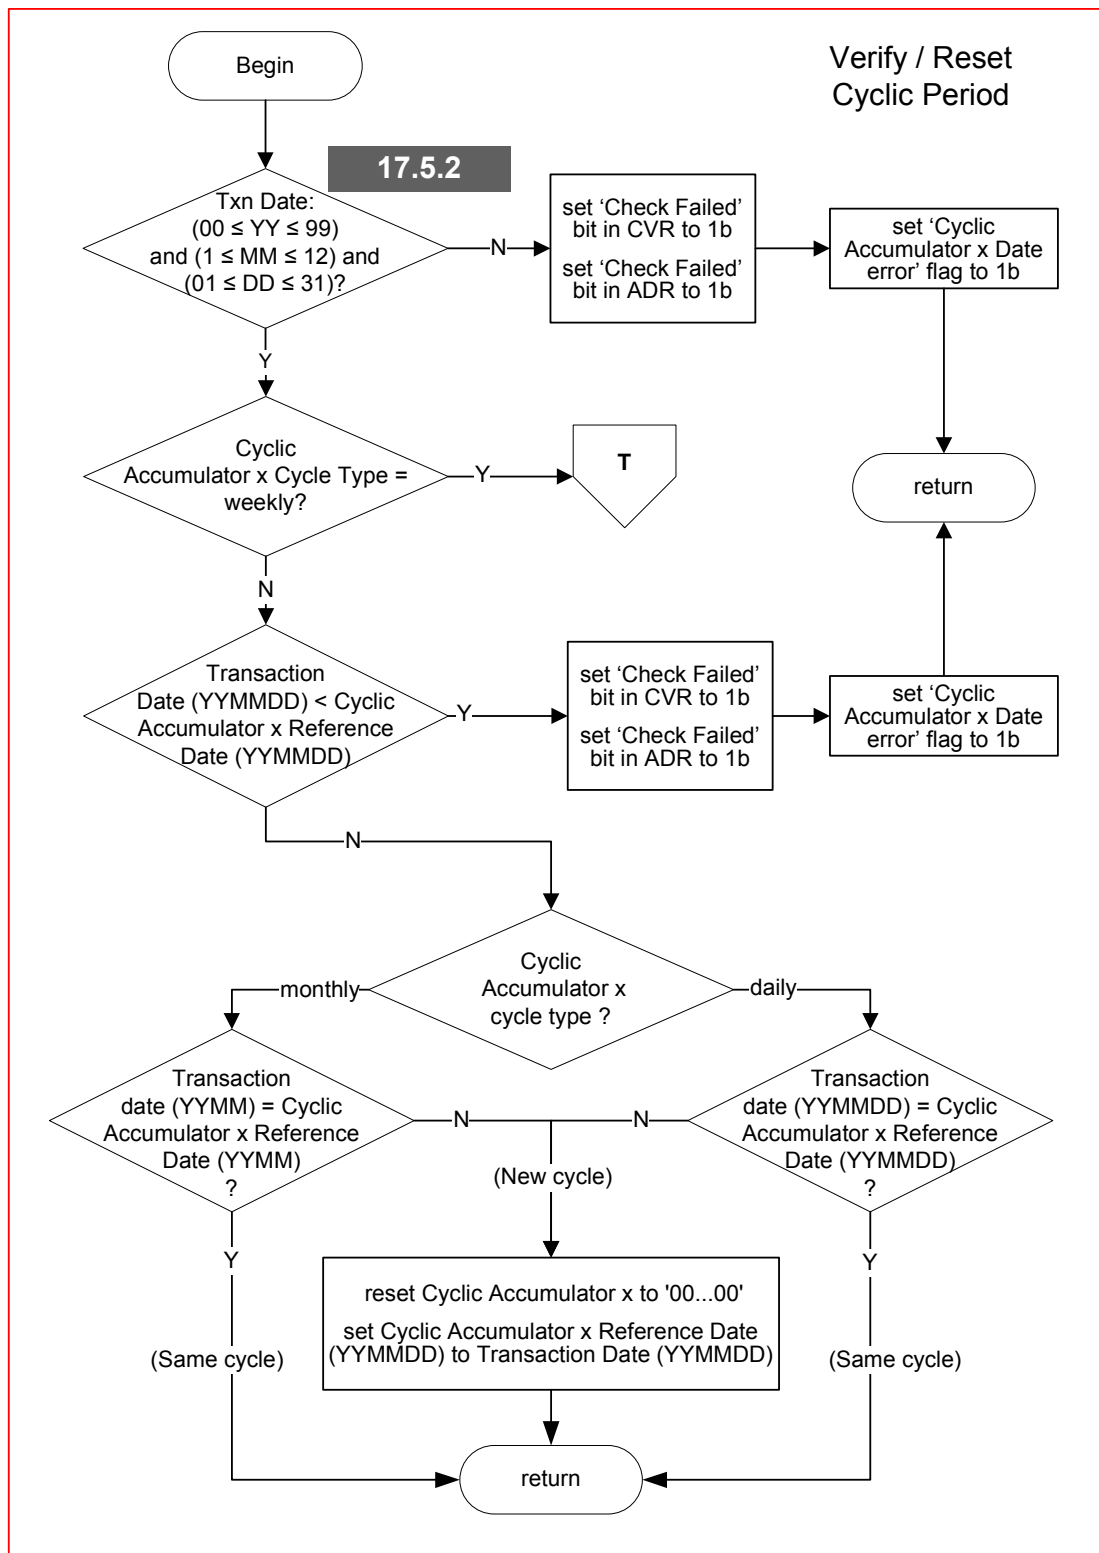 Verify / Reset
Cyclic Period
Begin
17.5.2
Txn Date:
(00 ≤ YY ≤ 99)
and (1 ≤ MM ≤ 12) and
(01 ≤ DD ≤ 31)?
N
set ‘Check Failed’
bit in CVR to 1b
set ‘Check Failed’
bit in ADR to 1b
set ‘Cyclic
Accumulator x Date
error’ flag to 1b
Y
Cyclic
Accumulator x Cycle Type =
weekly?
Y
T
return
N
Transaction
Date (YYMMDD) < Cyclic
Accumulator x Reference
Date (YYMMDD)
Y
set ‘Check Failed’
bit in CVR to 1b
set ‘Check Failed’
bit in ADR to 1b
set ‘Cyclic
Accumulator x Date
error’ flag to 1b
N
Cyclic
Accumulator x
cycle type ?
monthly
daily
Transaction
date (YYMM) = Cyclic
Accumulator x Reference
Date (YYMM)
?
N
N
Transaction
date (YYMMDD) = Cyclic
Accumulator x Reference
Date (YYMMDD)
?
(New cycle)
Y
Y
reset Cyclic Accumulator x to '00...00'
set Cyclic Accumulator x Reference Date
(YYMMDD) to Transaction Date (YYMMDD)
(Same cycle)
(Same cycle)
return